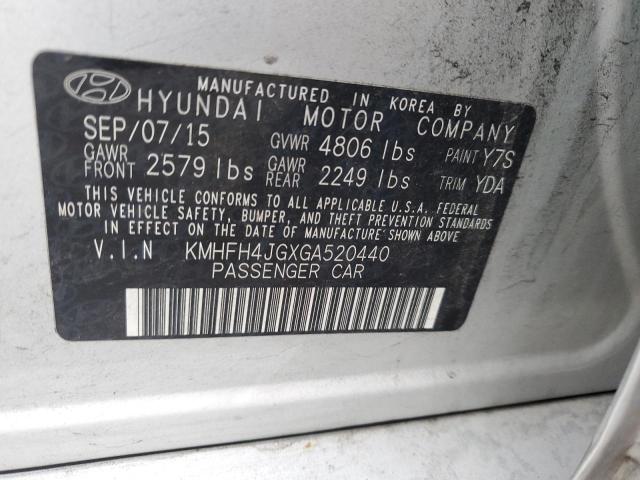 MANUFACTURED IN KOREA BY
HYUNDAI MOTOR COMPANY
SEP/07/15 GVWR 4806 lbs PAINT Y7S
GAWR FRONT 2579 lbs GAWR REAR 2249 lbs TRIM YDA
THIS VEHICLE CONFORMS TO ALL APPLICABLE U.S.A. FEDERAL
MOTOR VEHICLE SAFETY, BUMPER, AND THEFT PREVENTION STANDARDS
IN EFFECT ON THE DATE OF MANUFACTURE SHOWN ABOVE.
V.I.N KMHFH4JGXGA520440
PASSENGER CAR